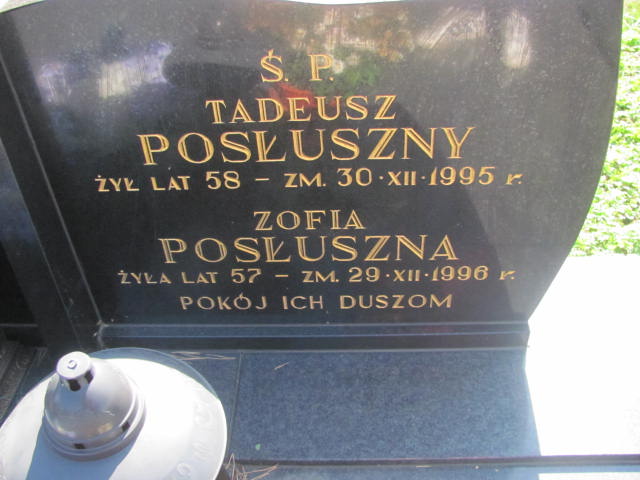 Ś. P.
TADEUSZ
POSŁUSZNY
ŻYŁ LAT 58 – ZM. 30·XII·1995 r.
ZOFIA
POSŁUSZNA
ŻYŁA LAT 57 – ZM. 29·XII·1996 r.
POKÓJ ICH DUSZOM